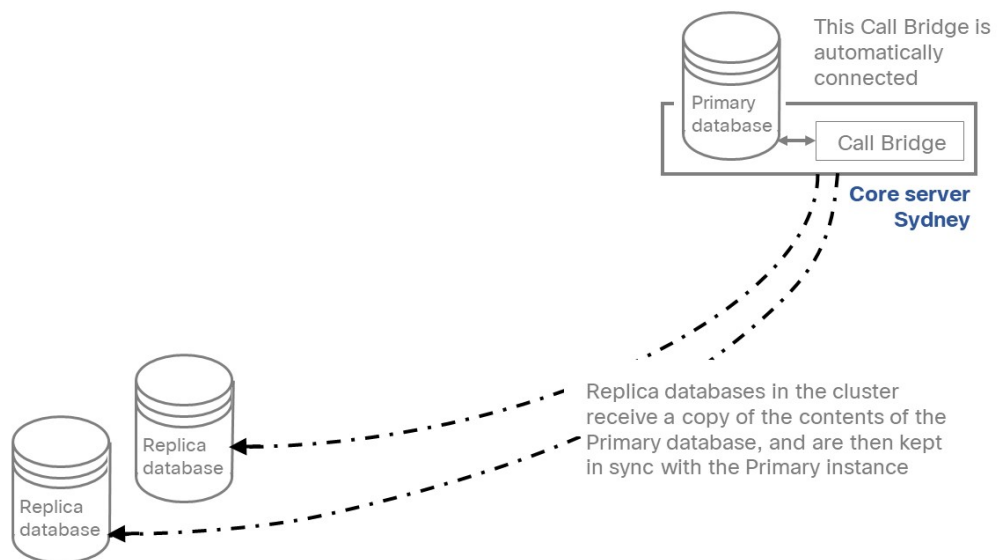 This Call Bridge is
automatically
connected
Primary
database
Call Bridge
Core server
Sydney
Replica databases in the cluster
receive a copy of the contents of the
Primary database, and are then kept
in sync with the Primary instance
Replica
database
Replica
database